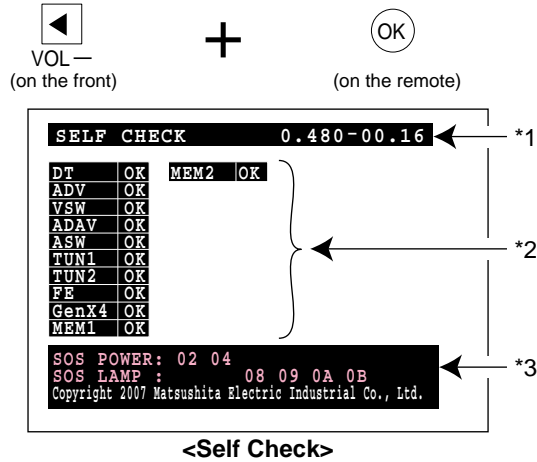 VOL — + OK
(on the front) (on the remote)
SELF CHECK 0.480-00.16 *1
DT OK MEM2 OK
ADV OK
VSW OK
ADAV OK
ASW OK *2
TUN1 OK
TUN2 OK
FE OK
GenX4 OK
MEM1 OK
SOS POWER: 02 04
SOS LAMP : 08 09 0A 0B *3
Copyright 2007 Matsushita Electric Industrial Co., Ltd.
<Self Check>